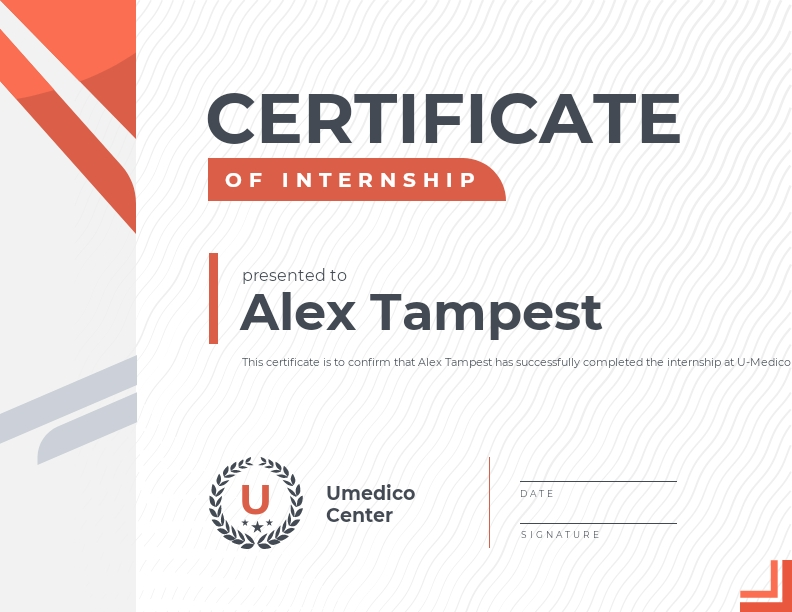 CERTIFICATE
OF INTERNSHIP
presented to
Alex Tampest
This certificate is to confirm that Alex Tampest has successfully completed the internship at U-Medico
U
Umedico
Center
DATE
SIGNATURE